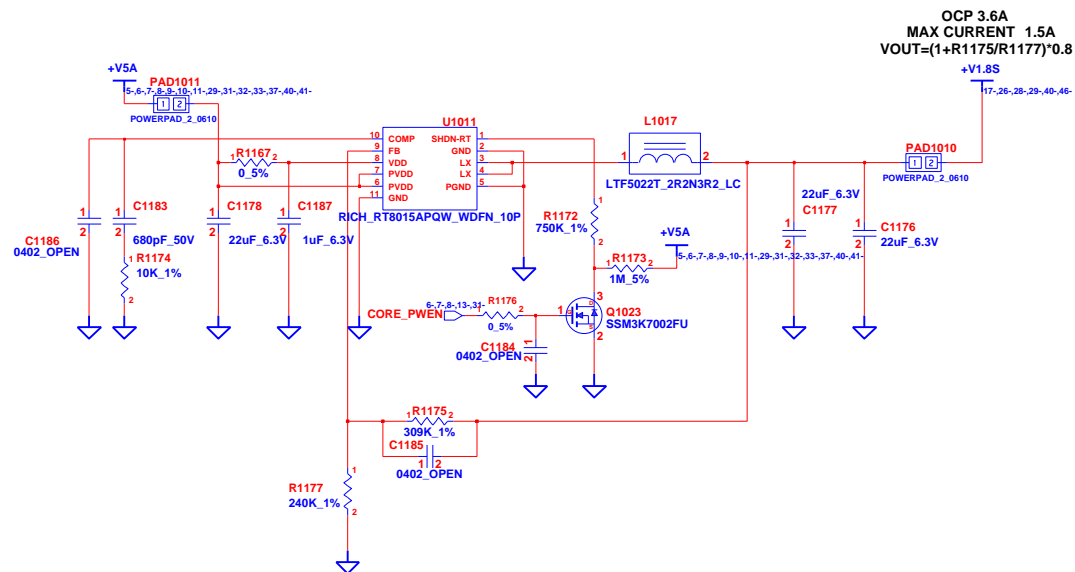 OCP 3.6A
MAX CURRENT 1.5A
VOUT=(1+R1175/R1177)*0.8
+V5A
PAD1011
5-,6-,7-,8-,9-,10-,11-,29-,31-,32-,33-,37-,40-,41-
1 2
POWERPAD_2_0610
+V1.8S
17-,26-,28-,29-,40-,46-
U1011
10 COMP SHDN-RT 1
9 FB GND 2
8 VDD LX 3
7 PVDD LX 4
6 PVDD PGND 5
11 GND
RICH_RT8015APQW_WDFN_10P
L1017
1 2
LTF5022T_2R2N3R2_LC
PAD1010
1 2
POWERPAD_2_0610
R1167
1 2
0_5%
1
2
C1186
0402_OPEN
1
2
C1183
680pF_50V
R1174
1
10K_1%
2
1
2
C1178
22uF_6.3V
1
2
C1187
1uF_6.3V
R1172
1
750K_1%
2
22uF_6.3V
C1177
1
2
1
2
C1176
22uF_6.3V
+V5A
5-,6-,7-,8-,9-,10-,11-,29-,31-,32-,33-,37-,40-,41-
R1173
1 2
1M_5%
CORE_PWEN
6-,7-,8-,13-,31-
R1176
1 2
0_5%
1
3
D
G
S
2
Q1023
SSM3K7002FU
C1184
1
2
0402_OPEN
R1175
1 2
309K_1%
C1185
1 2
0402_OPEN
R1177
1
240K_1%
2